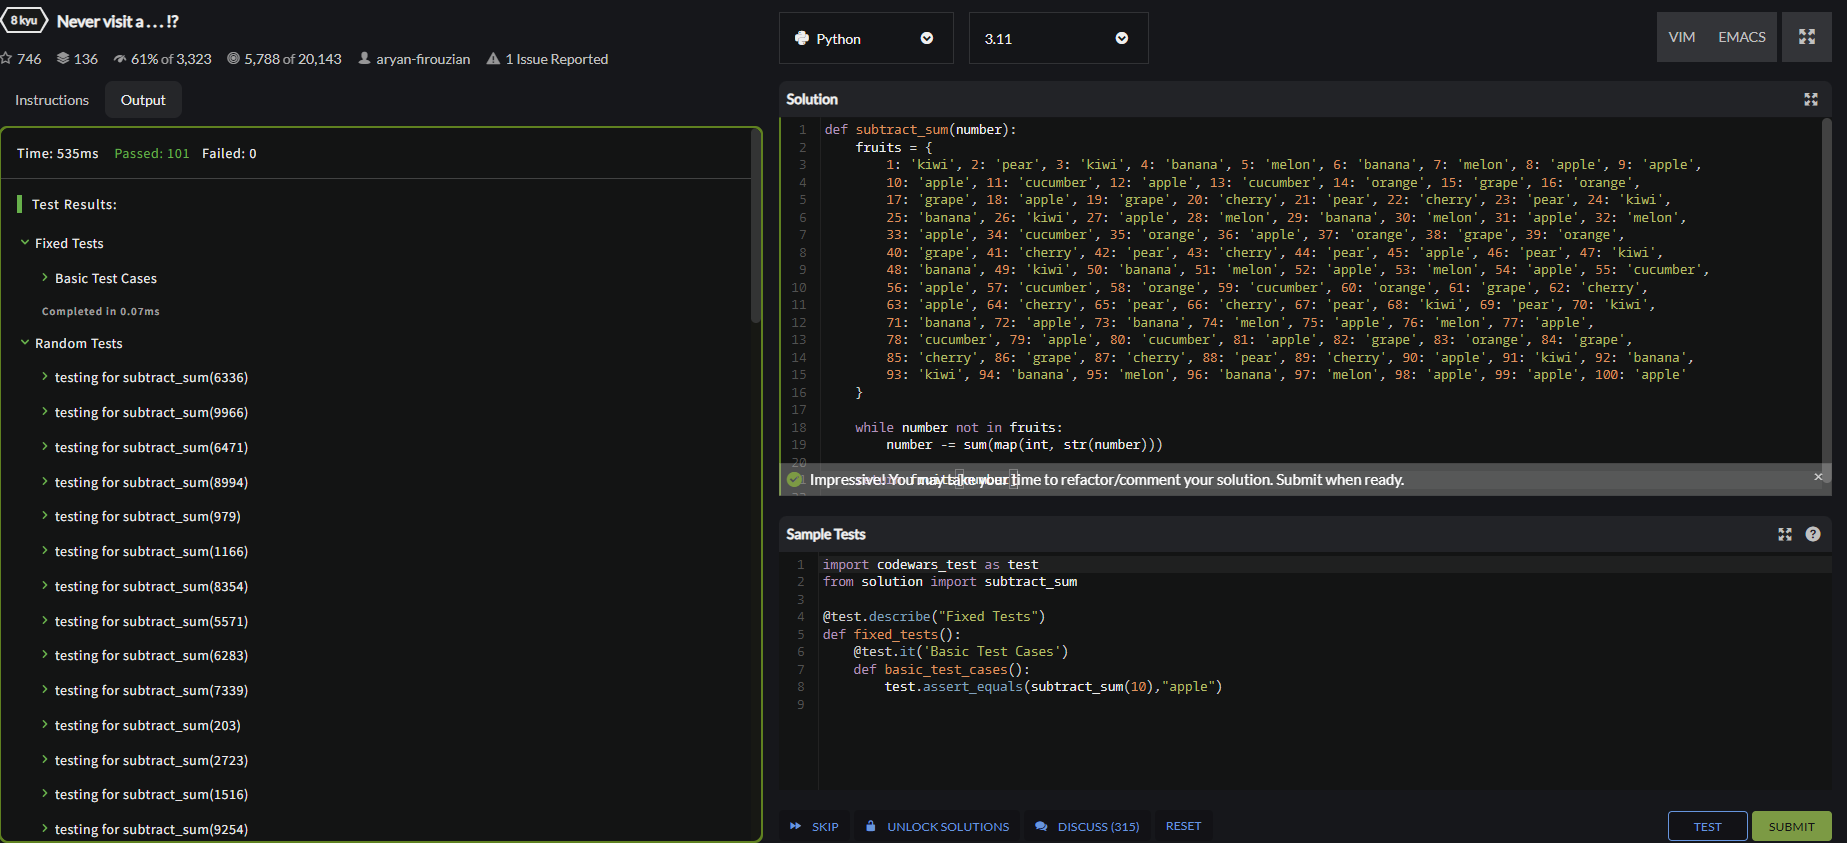 8 kyu Never visit a . . . !?
746 136 61% of 3,323 5,788 of 20,143 aryan-firouzian 1 Issue Reported
Instructions Output
Time: 535ms Passed: 101 Failed: 0
Test Results:
Fixed Tests
Basic Test Cases
Completed in 0.07ms
Random Tests
testing for subtract_sum(6336)
testing for subtract_sum(9966)
testing for subtract_sum(6471)
testing for subtract_sum(8994)
testing for subtract_sum(979)
testing for subtract_sum(1166)
testing for subtract_sum(8354)
testing for subtract_sum(5571)
testing for subtract_sum(6283)
testing for subtract_sum(7339)
testing for subtract_sum(203)
testing for subtract_sum(2723)
testing for subtract_sum(1516)
testing for subtract_sum(9254)
Python 3.11 VIM EMACS
Solution
1 def subtract_sum(number):
2 fruits = {
3 1: 'kiwi', 2: 'pear', 3: 'kiwi', 4: 'banana', 5: 'melon', 6: 'banana', 7: 'melon', 8: 'apple', 9: 'apple',
4 10: 'apple', 11: 'cucumber', 12: 'apple', 13: 'cucumber', 14: 'orange', 15: 'grape', 16: 'orange',
5 17: 'grape', 18: 'apple', 19: 'grape', 20: 'cherry', 21: 'pear', 22: 'cherry', 23: 'pear', 24: 'kiwi',
6 25: 'banana', 26: 'kiwi', 27: 'apple', 28: 'melon', 29: 'banana', 30: 'melon', 31: 'apple', 32: 'melon',
7 33: 'apple', 34: 'cucumber', 35: 'orange', 36: 'apple', 37: 'orange', 38: 'grape', 39: 'orange',
8 40: 'grape', 41: 'cherry', 42: 'pear', 43: 'cherry', 44: 'pear', 45: 'apple', 46: 'pear', 47: 'kiwi',
9 48: 'banana', 49: 'kiwi', 50: 'banana', 51: 'melon', 52: 'apple', 53: 'melon', 54: 'apple', 55: 'cucumber',
10 56: 'apple', 57: 'cucumber', 58: 'orange', 59: 'cucumber', 60: 'orange', 61: 'grape', 62: 'cherry',
11 63: 'apple', 64: 'cherry', 65: 'pear', 66: 'cherry', 67: 'pear', 68: 'kiwi', 69: 'pear', 70: 'kiwi',
12 71: 'banana', 72: 'apple', 73: 'banana', 74: 'melon', 75: 'apple', 76: 'melon', 77: 'apple',
13 78: 'cucumber', 79: 'apple', 80: 'cucumber', 81: 'apple', 82: 'grape', 83: 'orange', 84: 'grape',
14 85: 'cherry', 86: 'grape', 87: 'cherry', 88: 'pear', 89: 'cherry', 90: 'apple', 91: 'kiwi', 92: 'banana',
15 93: 'kiwi', 94: 'banana', 95: 'melon', 96: 'banana', 97: 'melon', 98: 'apple', 99: 'apple', 100: 'apple'
16 }
17
18 while number not in fruits:
19 number -= sum(map(int, str(number)))
20
Impressive! You may take your time to refactor/comment your solution. Submit when ready.
Sample Tests
1 import codewars_test as test
2 from solution import subtract_sum
3
4 @test.describe("Fixed Tests")
5 def fixed_tests():
6 @test.it('Basic Test Cases')
7 def basic_test_cases():
8 test.assert_equals(subtract_sum(10),"apple")
9
SKIP UNLOCK SOLUTIONS DISCUSS (315) RESET TEST SUBMIT